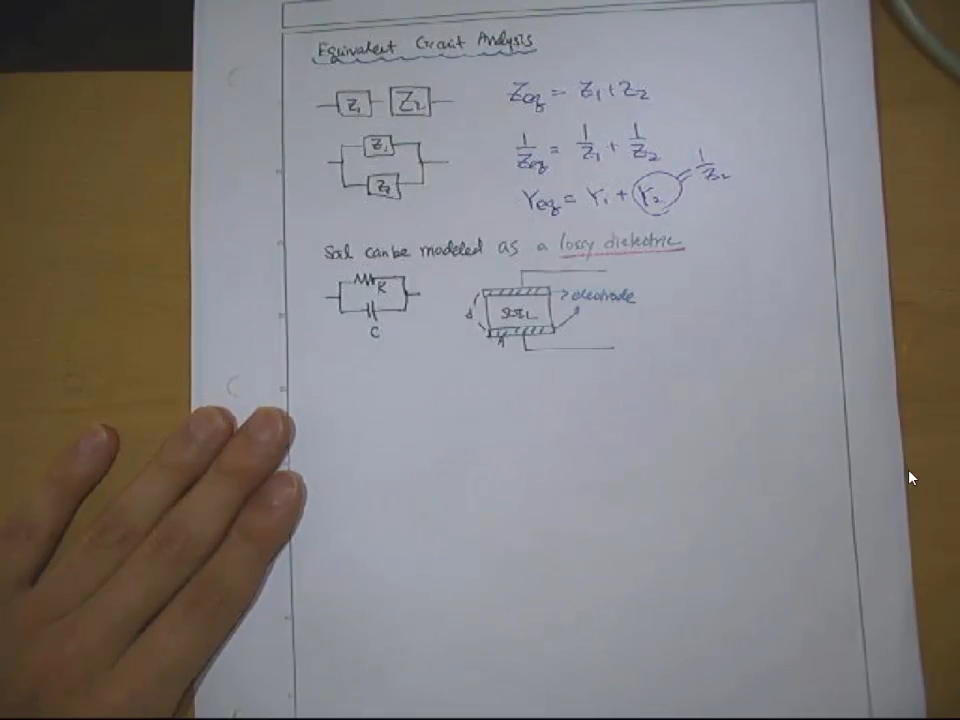 Equivalent Circuit Analysis
Z1 Z2 Zeq = Z1 + Z2
Z1
1/Zeq = 1/Z1 + 1/Z2
Z2
Yeq = Y1 + Y2 = 1/Z2
Soil can be modeled as a lossy dielectric
R
C
d SOIL electrode
A